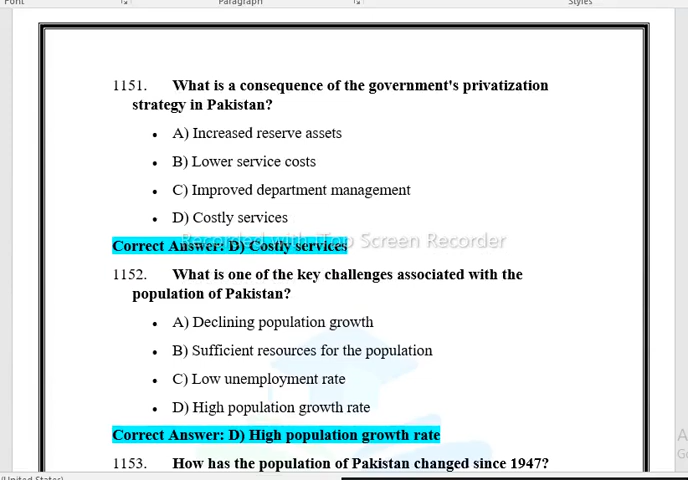 Font
Paragraph
Styles
1151. What is a consequence of the government's privatization
strategy in Pakistan?
• A) Increased reserve assets
• B) Lower service costs
• C) Improved department management
• D) Costly services
Recorded with iTop Screen Recorder
Correct Answer: D) Costly services
1152. What is one of the key challenges associated with the
population of Pakistan?
• A) Declining population growth
• B) Sufficient resources for the population
• C) Low unemployment rate
• D) High population growth rate
Correct Answer: D) High population growth rate
1153. How has the population of Pakistan changed since 1947?
(United States)